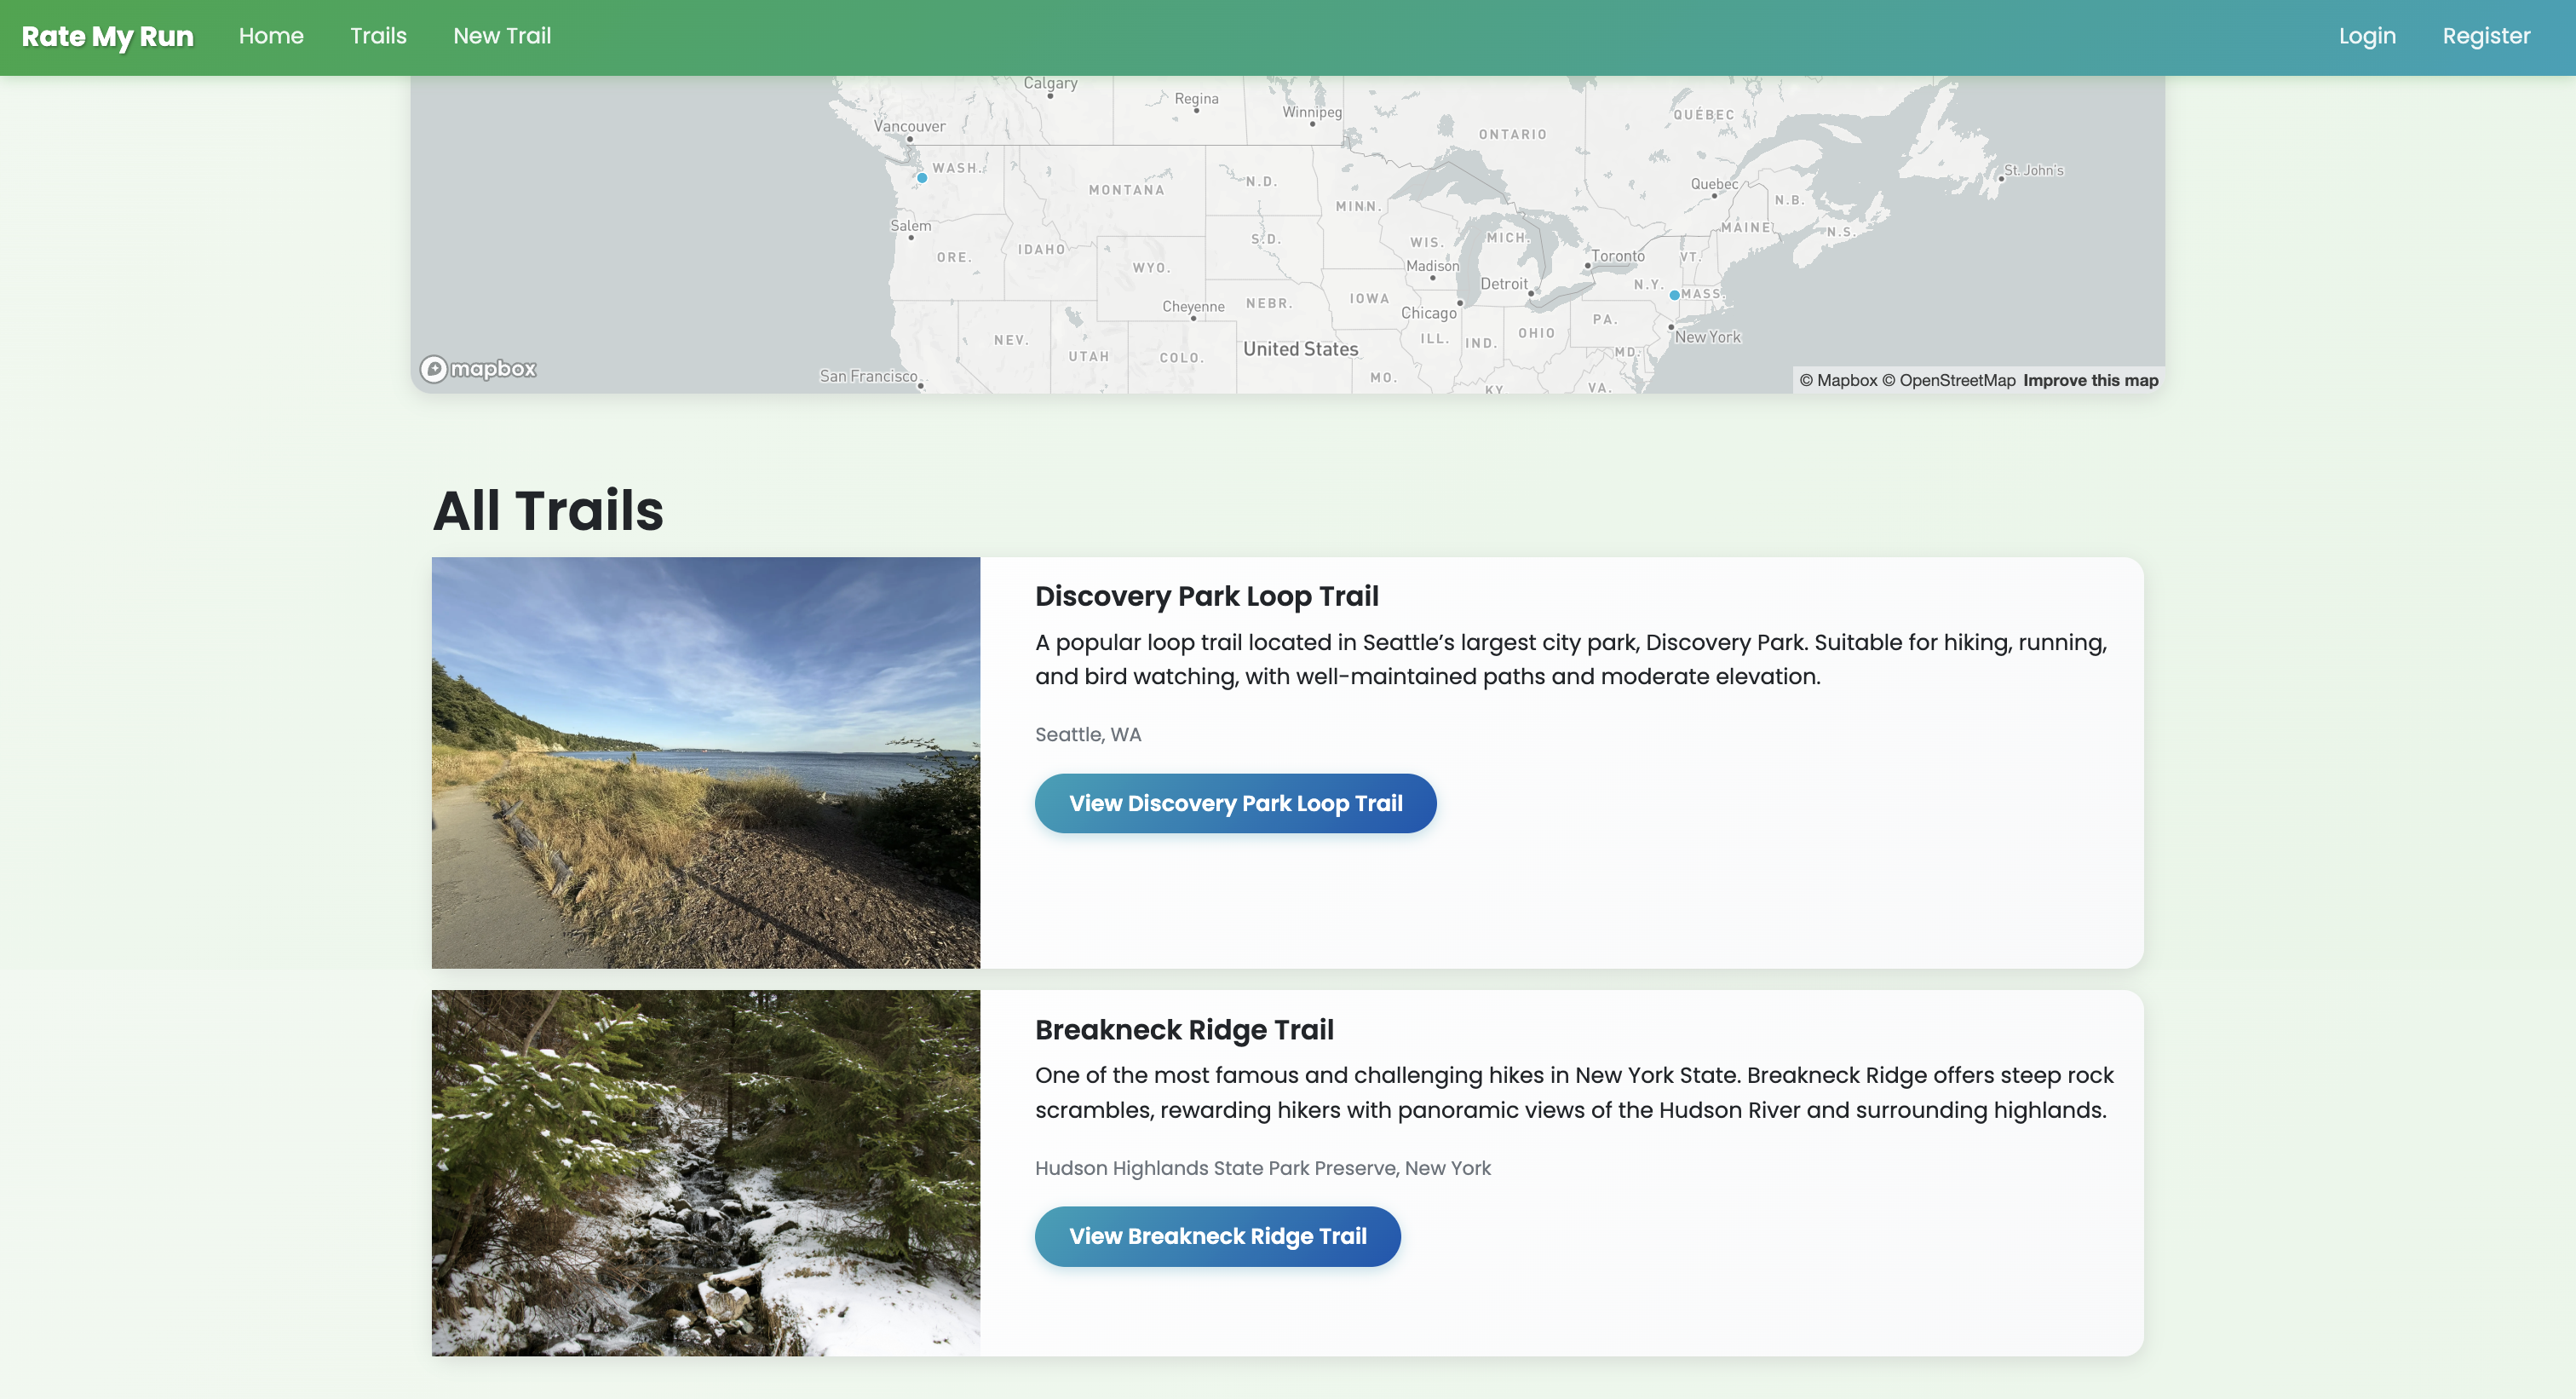 Rate My Run Home Trails New Trail Login Register
Calgary
Regina
Winnipeg
Vancouver
ONTARIO
QUÉBEC
WASH.
MONTANA
N.D.
MINN.
Quebec
N.B.
St. John's
Salem
ORE.
IDAHO
WYO.
S.D.
WIS.
MICH.
MAINE
N.S.
Madison
Toronto
VT.
Cheyenne
NEBR.
IOWA
Chicago
Detroit
N.Y.
MASS.
NEV.
UTAH
COLO.
United States
ILL.
IND.
OHIO
PA.
MD.
New York
San Francisco
MO.
KY
VA.
mapbox
© Mapbox © OpenStreetMap Improve this map
All Trails
Discovery Park Loop Trail
A popular loop trail located in Seattle’s largest city park, Discovery Park. Suitable for hiking, running,
and bird watching, with well-maintained paths and moderate elevation.
Seattle, WA
View Discovery Park Loop Trail
Breakneck Ridge Trail
One of the most famous and challenging hikes in New York State. Breakneck Ridge offers steep rock
scrambles, rewarding hikers with panoramic views of the Hudson River and surrounding highlands.
Hudson Highlands State Park Preserve, New York
View Breakneck Ridge Trail